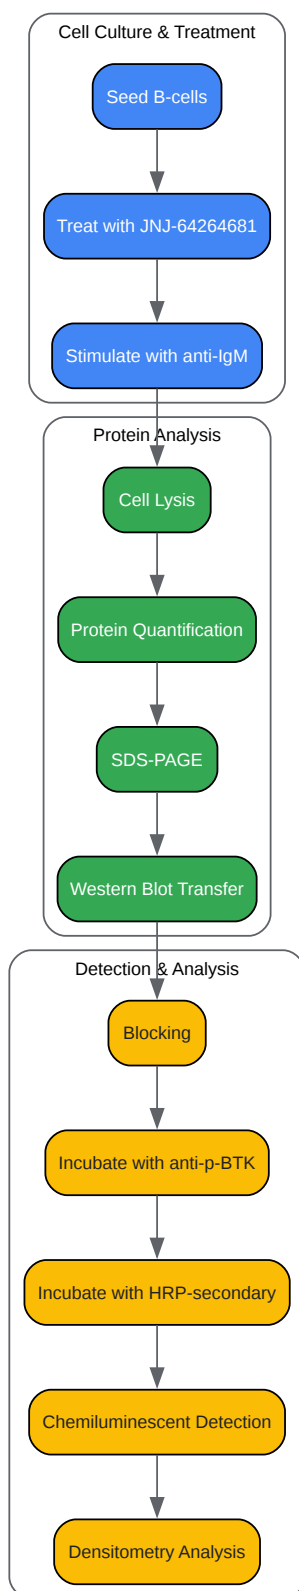 Cell Culture & Treatment
Seed B-cells
Treat with JNJ-64264681
Stimulate with anti-IgM
Protein Analysis
Cell Lysis
Protein Quantification
SDS-PAGE
Western Blot Transfer
Detection & Analysis
Blocking
Incubate with anti-p-BTK
Incubate with HRP-secondary
Chemiluminescent Detection
Densitometry Analysis